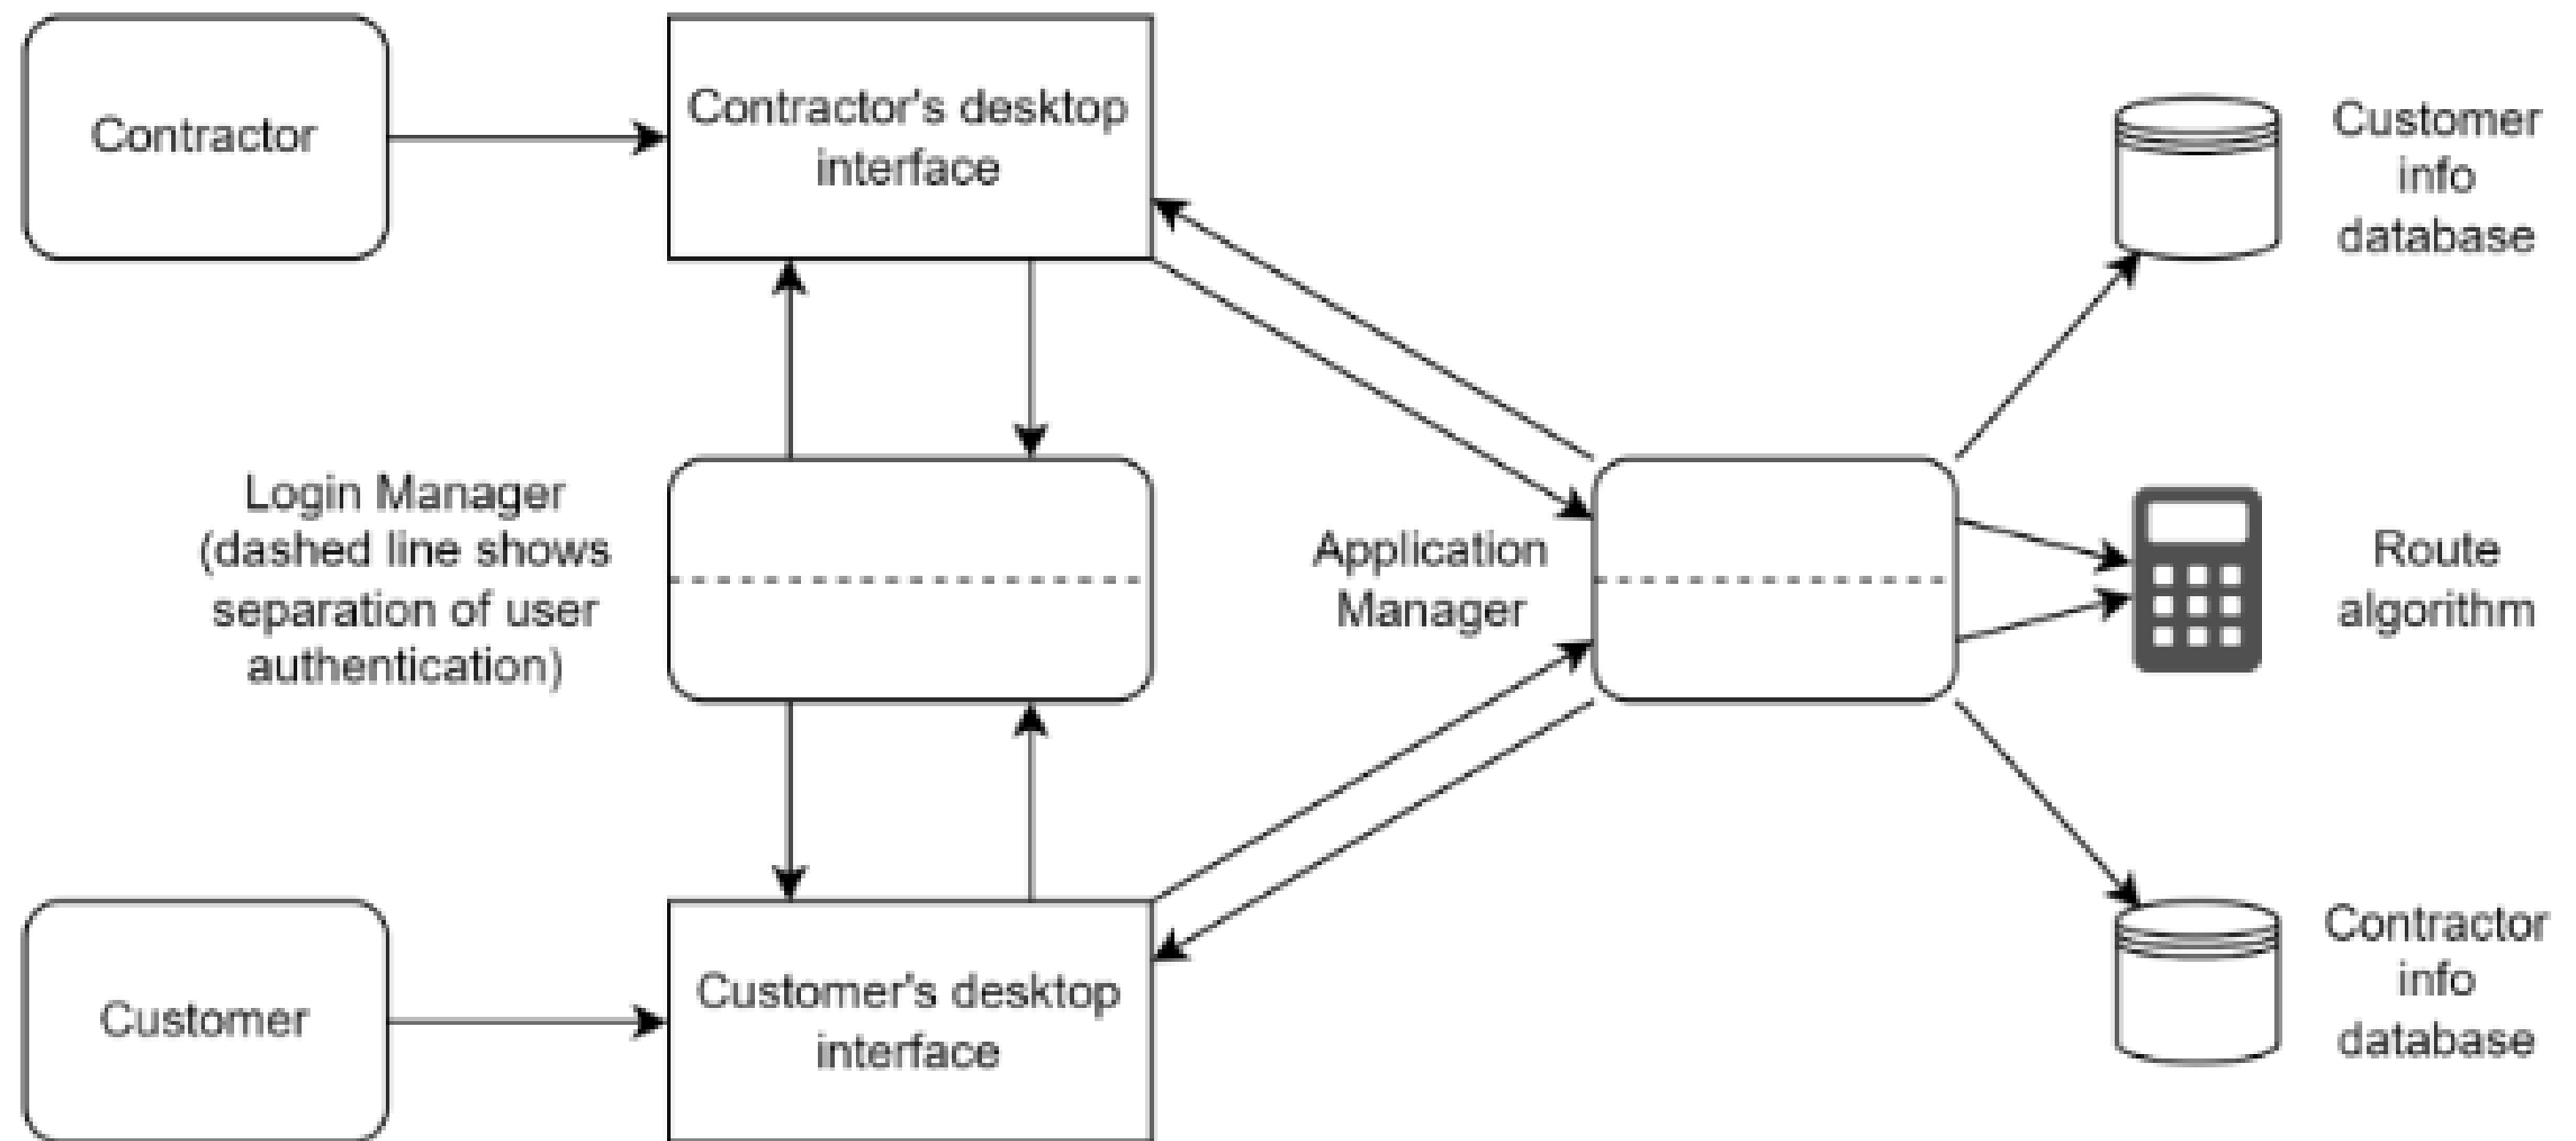 Contractor
Contractor's desktop
interface
Customer
info
database
Login Manager
(dashed line shows
separation of user
authentication)
Application
Manager
Route
algorithm
Customer
Customer's desktop
interface
Contractor
info
database